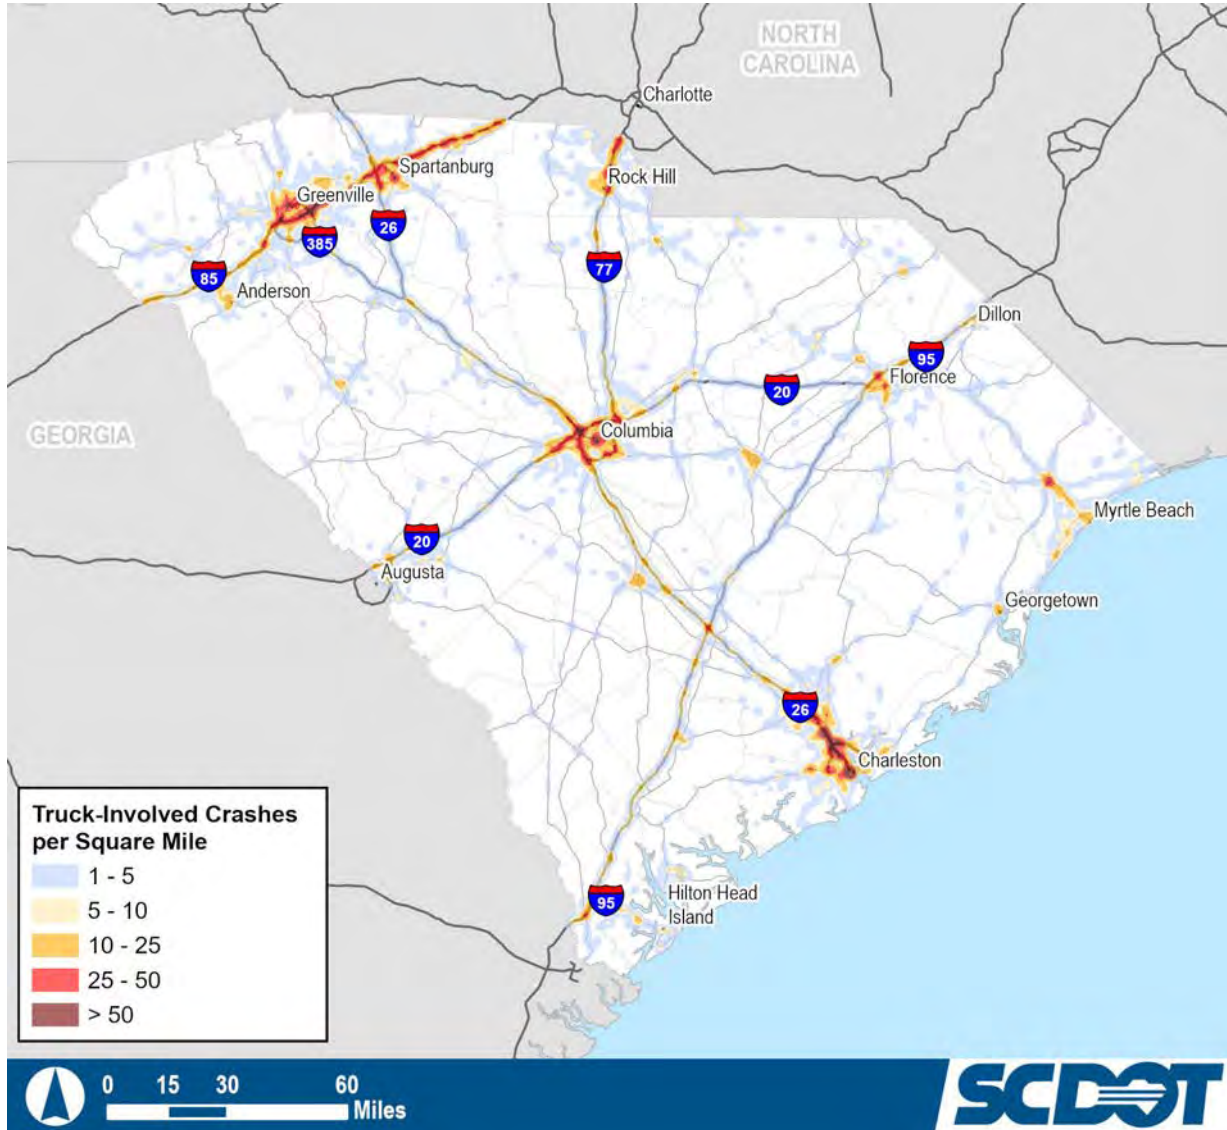 NORTH
CAROLINA
Charlotte
Spartanburg
Rock Hill
Greenville
26
385
77
85
Anderson
Dillon
95
Florence
20
Columbia
GEORGIA
Myrtle Beach
20
Augusta
Georgetown
26
Charleston
Hilton Head
Island
95
Truck-Involved Crashes
per Square Mile
1 - 5
5 - 10
10 - 25
25 - 50
> 50
0 15 30 60
Miles
SCDOT